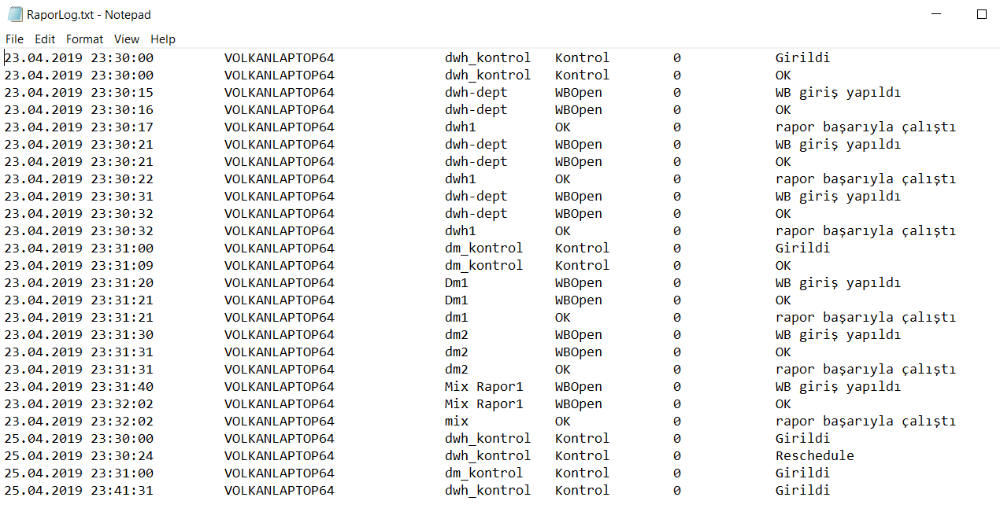 RaporLog.txt - Notepad
File Edit Format View Help
23.04.2019 23:30:00 VOLKANLAPTOP64 dwh_kontrol Kontrol 0 Girildi
23.04.2019 23:30:00 VOLKANLAPTOP64 dwh_kontrol Kontrol 0 OK
23.04.2019 23:30:15 VOLKANLAPTOP64 dwh-dept WBOpen 0 WB giriş yapıldı
23.04.2019 23:30:16 VOLKANLAPTOP64 dwh-dept WBOpen 0 OK
23.04.2019 23:30:17 VOLKANLAPTOP64 dwh1 OK 0 rapor başarıyla çalıştı
23.04.2019 23:30:21 VOLKANLAPTOP64 dwh-dept WBOpen 0 WB giriş yapıldı
23.04.2019 23:30:21 VOLKANLAPTOP64 dwh-dept WBOpen 0 OK
23.04.2019 23:30:22 VOLKANLAPTOP64 dwh1 OK 0 rapor başarıyla çalıştı
23.04.2019 23:30:31 VOLKANLAPTOP64 dwh-dept WBOpen 0 WB giriş yapıldı
23.04.2019 23:30:32 VOLKANLAPTOP64 dwh-dept WBOpen 0 OK
23.04.2019 23:30:32 VOLKANLAPTOP64 dwh1 OK 0 rapor başarıyla çalıştı
23.04.2019 23:31:00 VOLKANLAPTOP64 dm_kontrol Kontrol 0 Girildi
23.04.2019 23:31:09 VOLKANLAPTOP64 dm_kontrol Kontrol 0 OK
23.04.2019 23:31:20 VOLKANLAPTOP64 Dm1 WBOpen 0 WB giriş yapıldı
23.04.2019 23:31:21 VOLKANLAPTOP64 Dm1 WBOpen 0 OK
23.04.2019 23:31:21 VOLKANLAPTOP64 dm1 OK 0 rapor başarıyla çalıştı
23.04.2019 23:31:30 VOLKANLAPTOP64 dm2 WBOpen 0 WB giriş yapıldı
23.04.2019 23:31:31 VOLKANLAPTOP64 dm2 WBOpen 0 OK
23.04.2019 23:31:31 VOLKANLAPTOP64 dm2 OK 0 rapor başarıyla çalıştı
23.04.2019 23:31:40 VOLKANLAPTOP64 Mix Rapor1 WBOpen 0 WB giriş yapıldı
23.04.2019 23:32:02 VOLKANLAPTOP64 Mix Rapor1 WBOpen 0 OK
23.04.2019 23:32:02 VOLKANLAPTOP64 mix OK 0 rapor başarıyla çalıştı
25.04.2019 23:30:00 VOLKANLAPTOP64 dwh_kontrol Kontrol 0 Girildi
25.04.2019 23:30:24 VOLKANLAPTOP64 dwh_kontrol Kontrol 0 Reschedule
25.04.2019 23:31:00 VOLKANLAPTOP64 dm_kontrol Kontrol 0 Girildi
25.04.2019 23:41:31 VOLKANLAPTOP64 dwh_kontrol Kontrol 0 Girildi